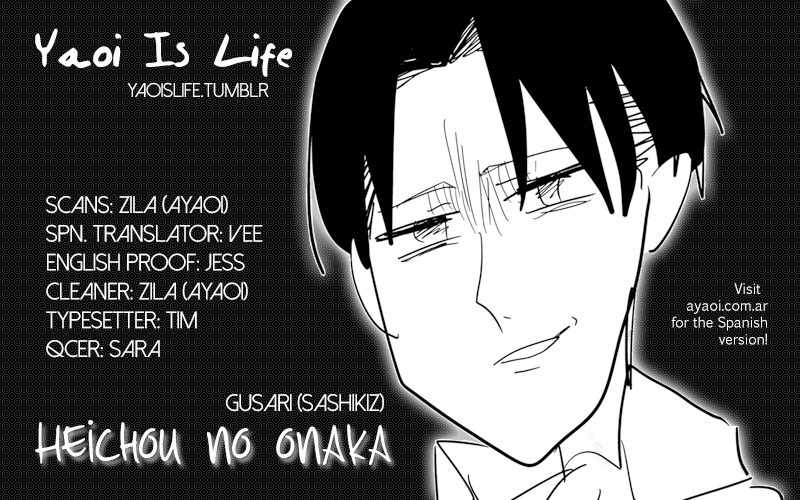 Yaoi Is Life
YAOISLIFE.TUMBLR
SCANS: ZILA (AYAOI)
SPN. TRANSLATOR: VEE
ENGLISH PROOF: JESS
CLEANER: ZILA (AYAOI)
TYPESETTER: TIM
QCER: SARA
Visit
ayaoi.com.ar
for the Spanish
version!
GUSARI (SASHIKIZ)
HEICHOU NO ONAKA